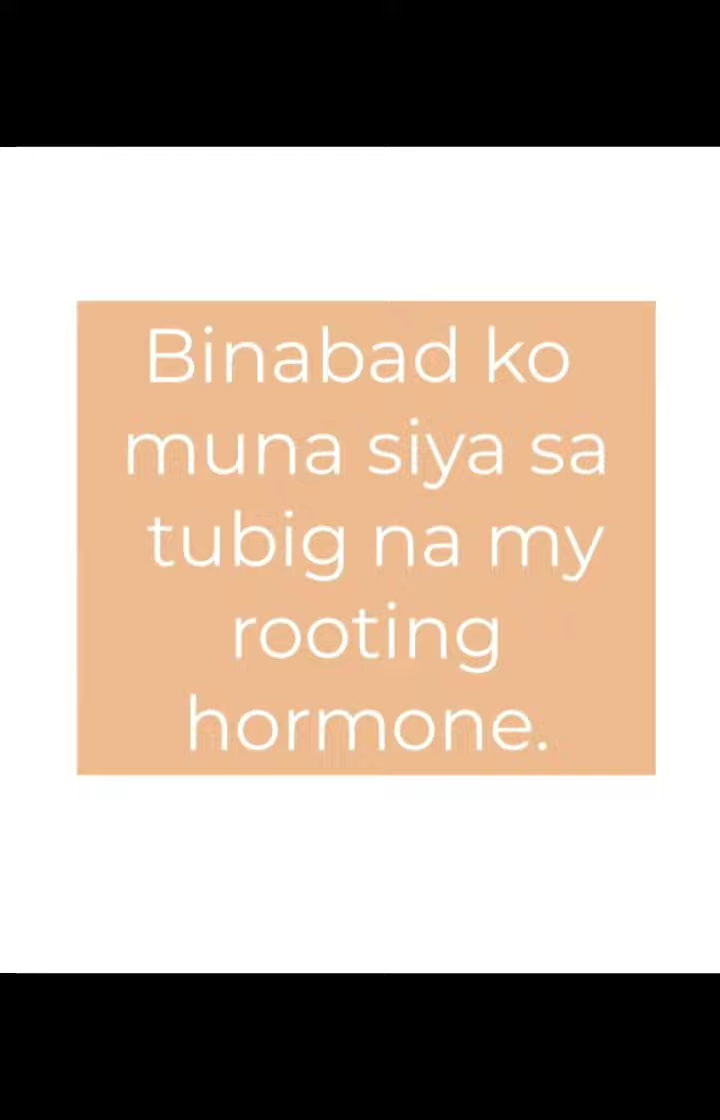 Binabad ko
muna siya sa
tubig na my
rooting
hormone.